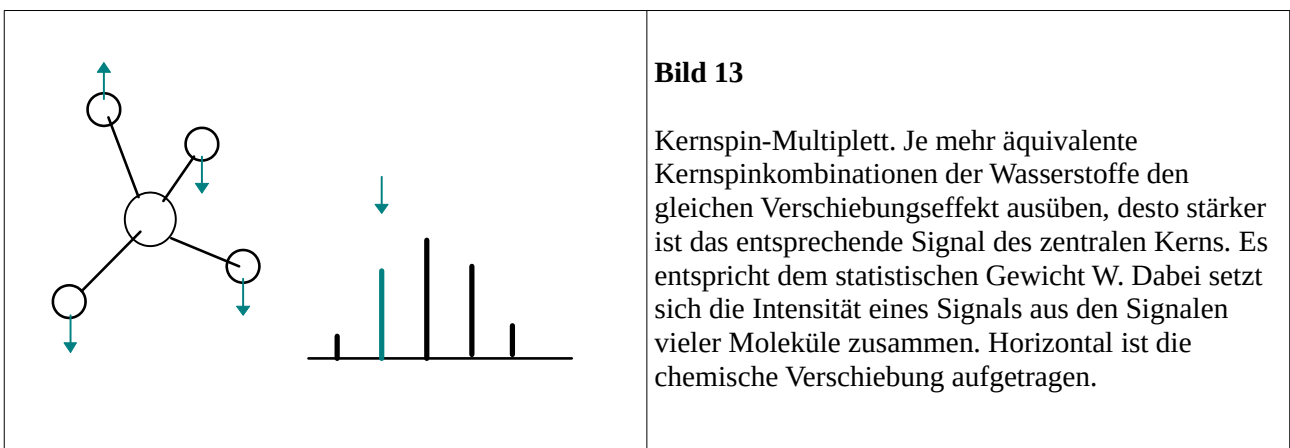 Bild 13
Kernspin-Multiplett. Je mehr äquivalente
Kernspinkombinationen der Wasserstoffe den
gleichen Verschiebungseffekt ausüben, desto stärker
ist das entsprechende Signal des zentralen Kerns. Es
entspricht dem statistischen Gewicht W. Dabei setzt
sich die Intensität eines Signals aus den Signalen
vieler Moleküle zusammen. Horizontal ist die
chemische Verschiebung aufgetragen.